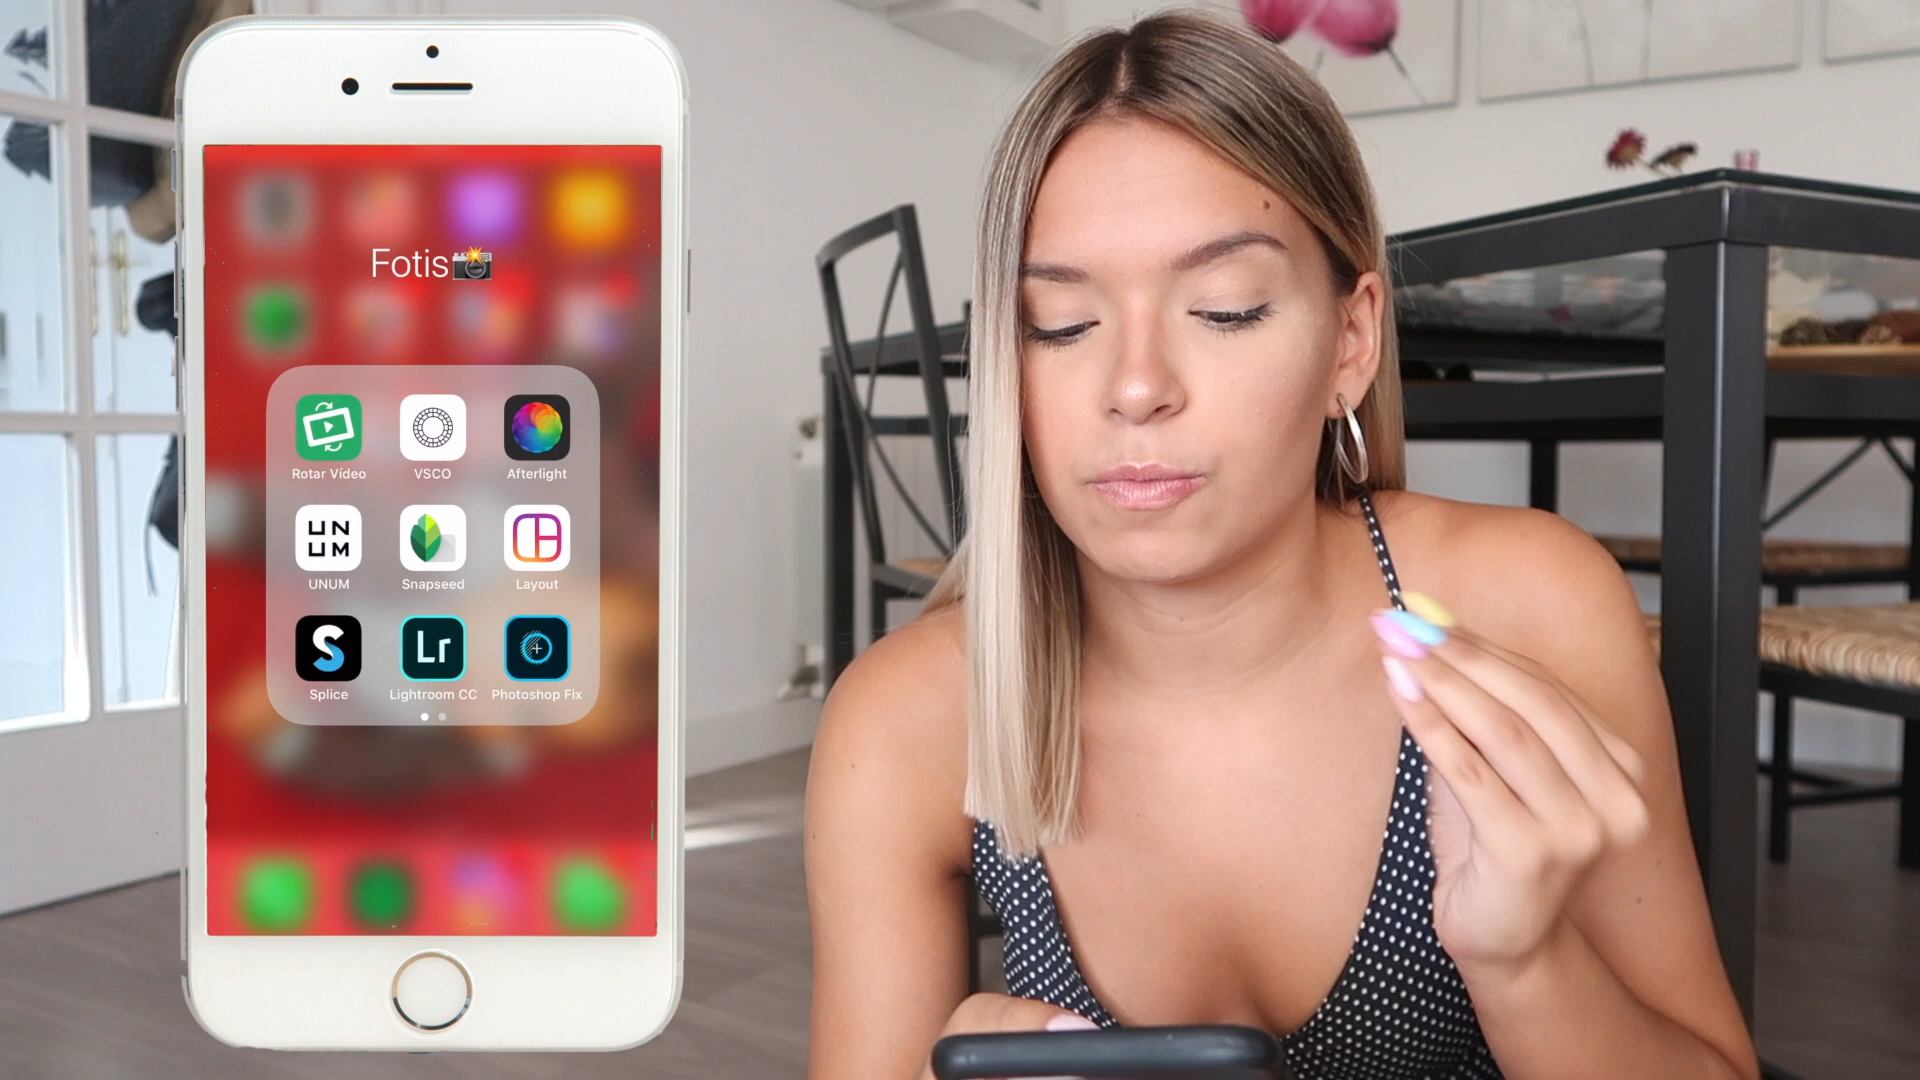 Fotis📸
Rotar Vídeo
VSCO
Afterlight
UN
UM
UNUM
Snapseed
Layout
S
Lr
Splice
Lightroom CC
Photoshop Fix